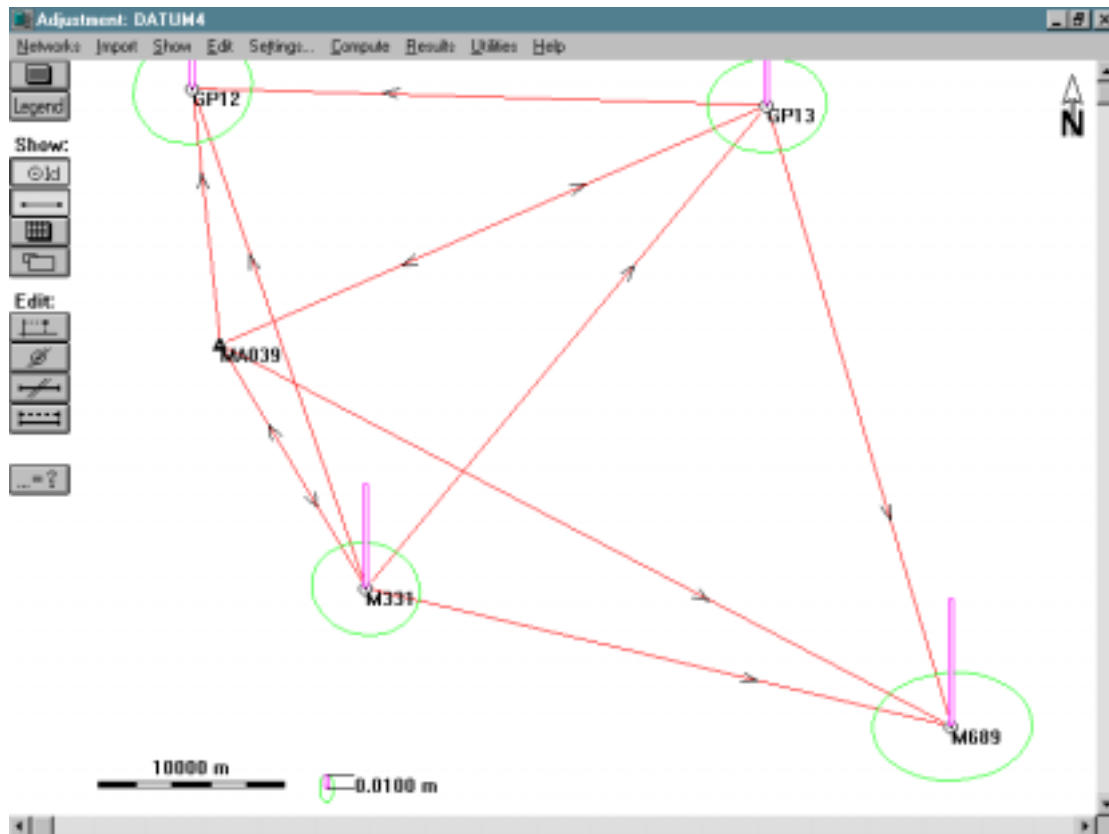 Adjustment: DATUM4
Networks Import Show Edit Settings... Compute Results Utilities Help
Legend
Show:
Id
Edit:
...=?
GP12
GP13
N
MA039
M331
M689
10000 m
0.0100 m